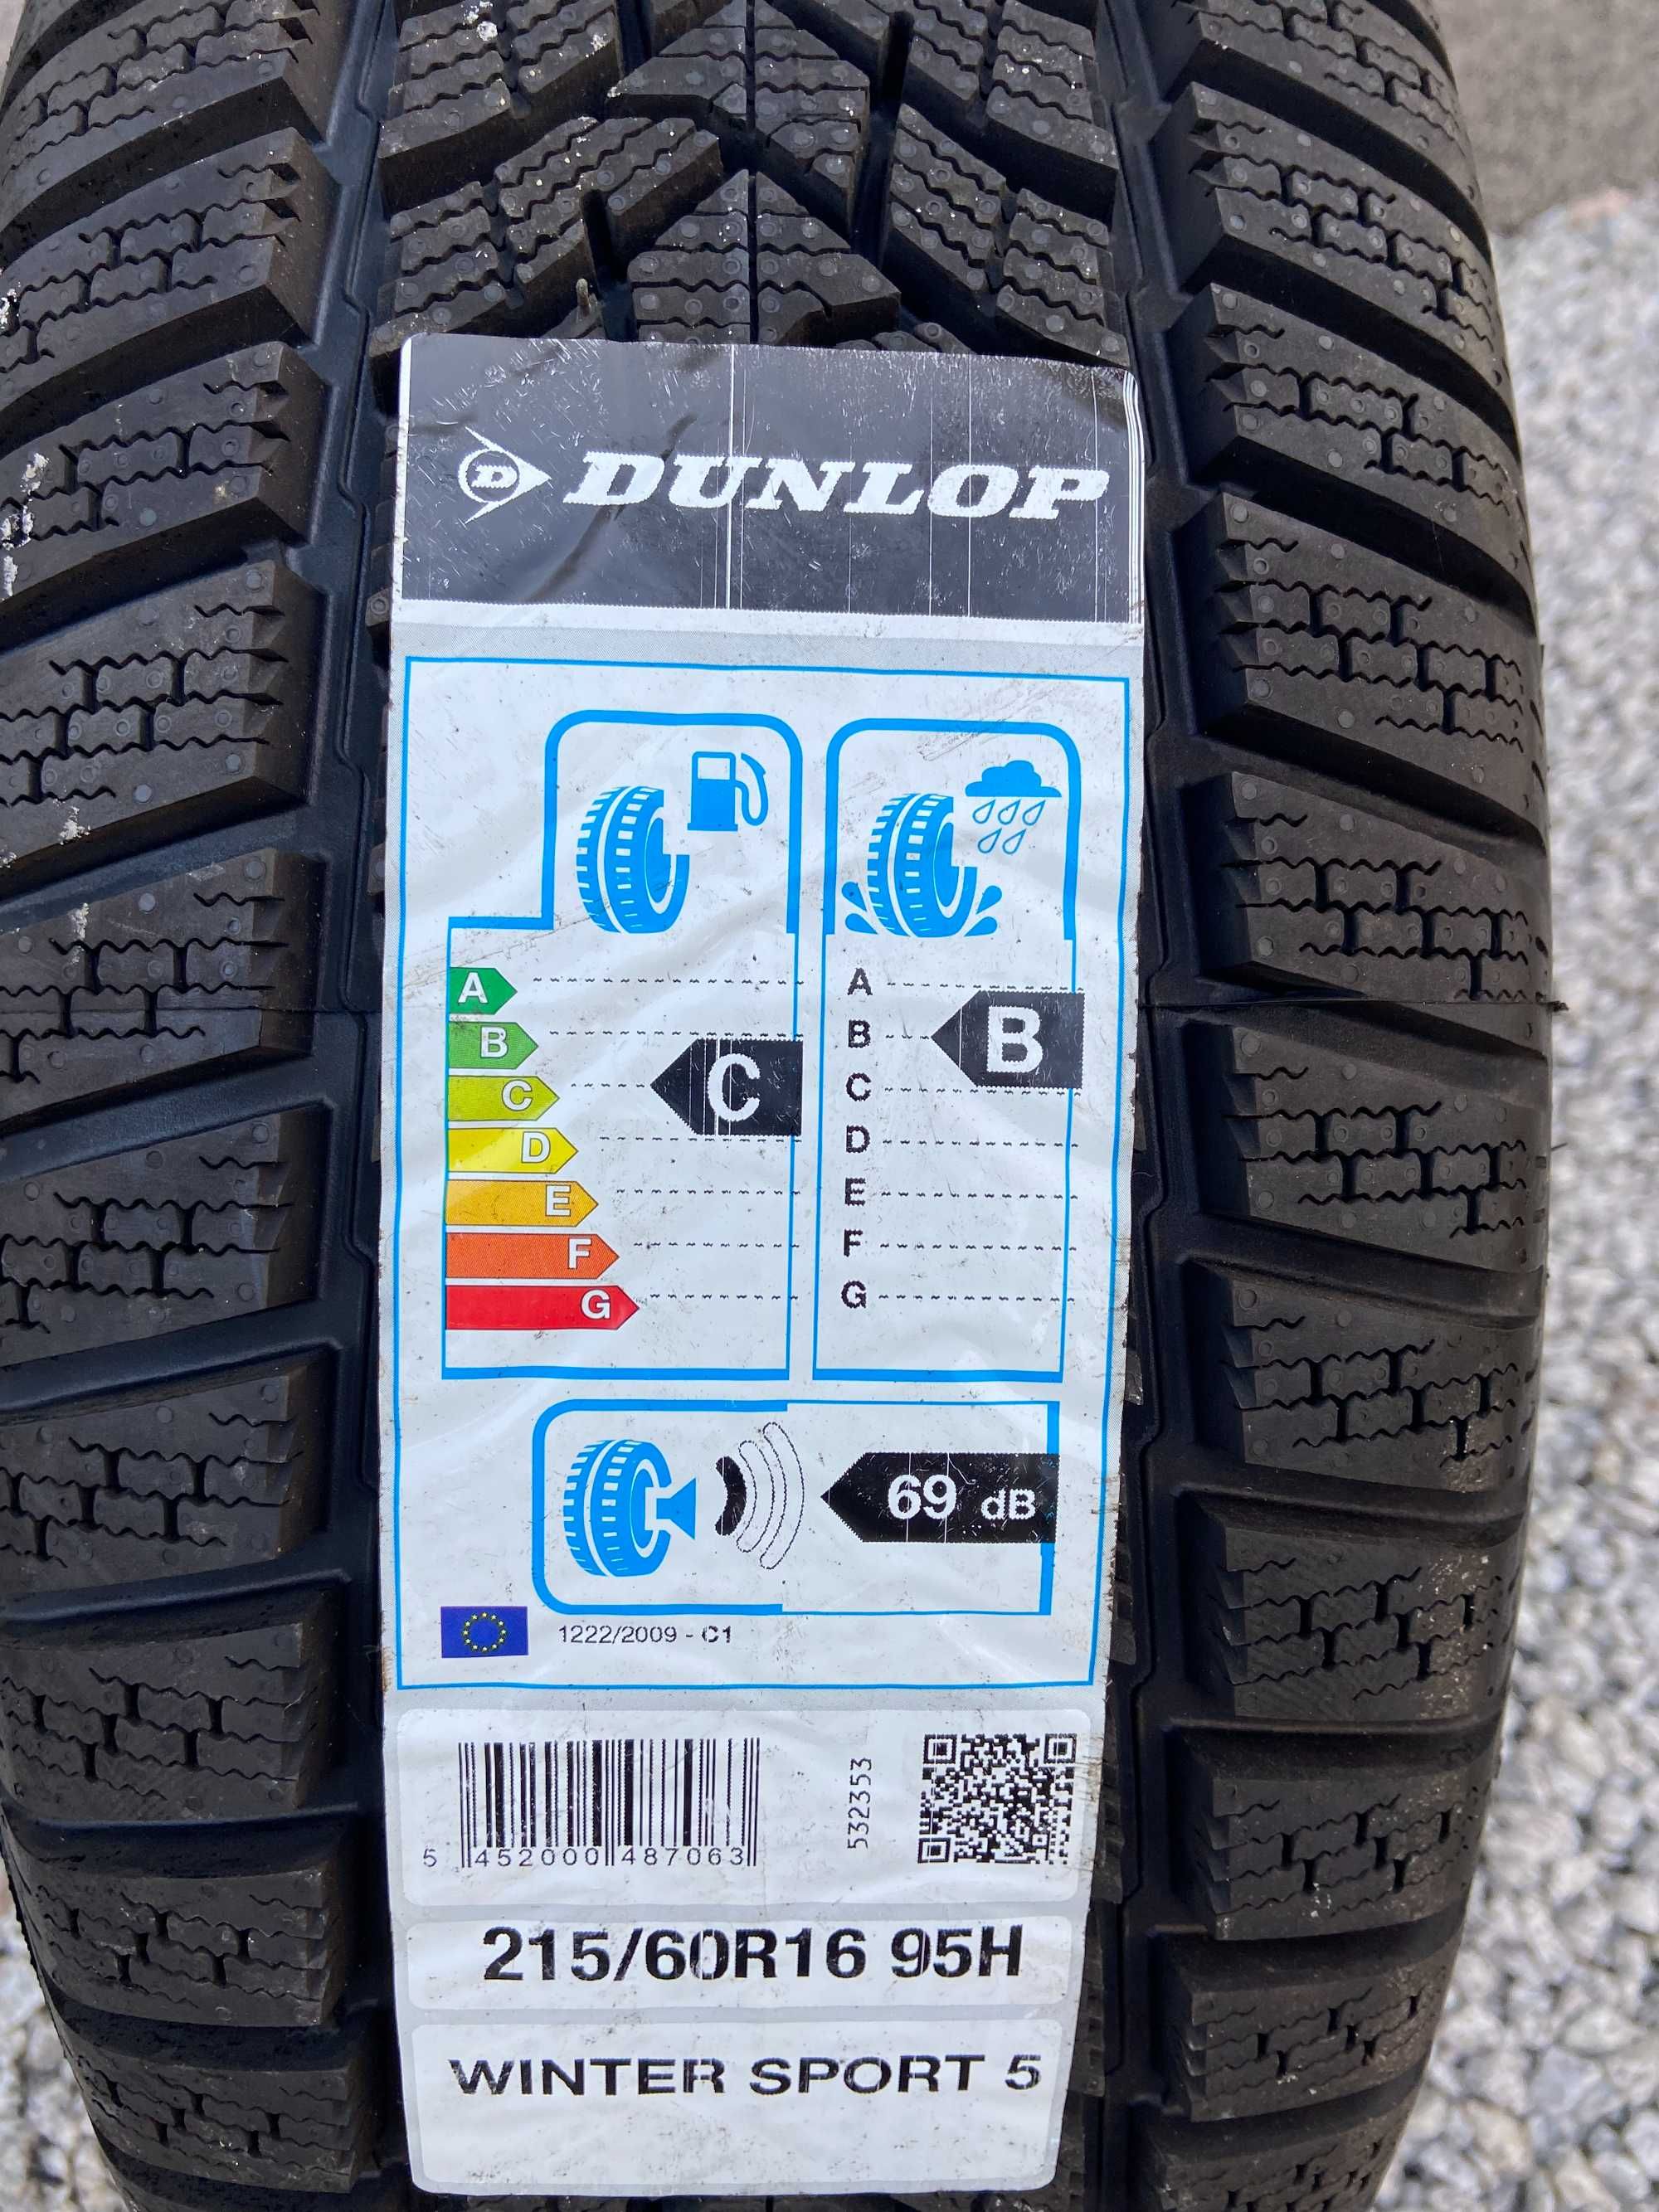 D DUNLOP
A A
B B B
C C C
D D
E E
F F
G G
69 dB
1222/2009 - C1
532353
5 452000 487063
215/60R16 95H
WINTER SPORT 5